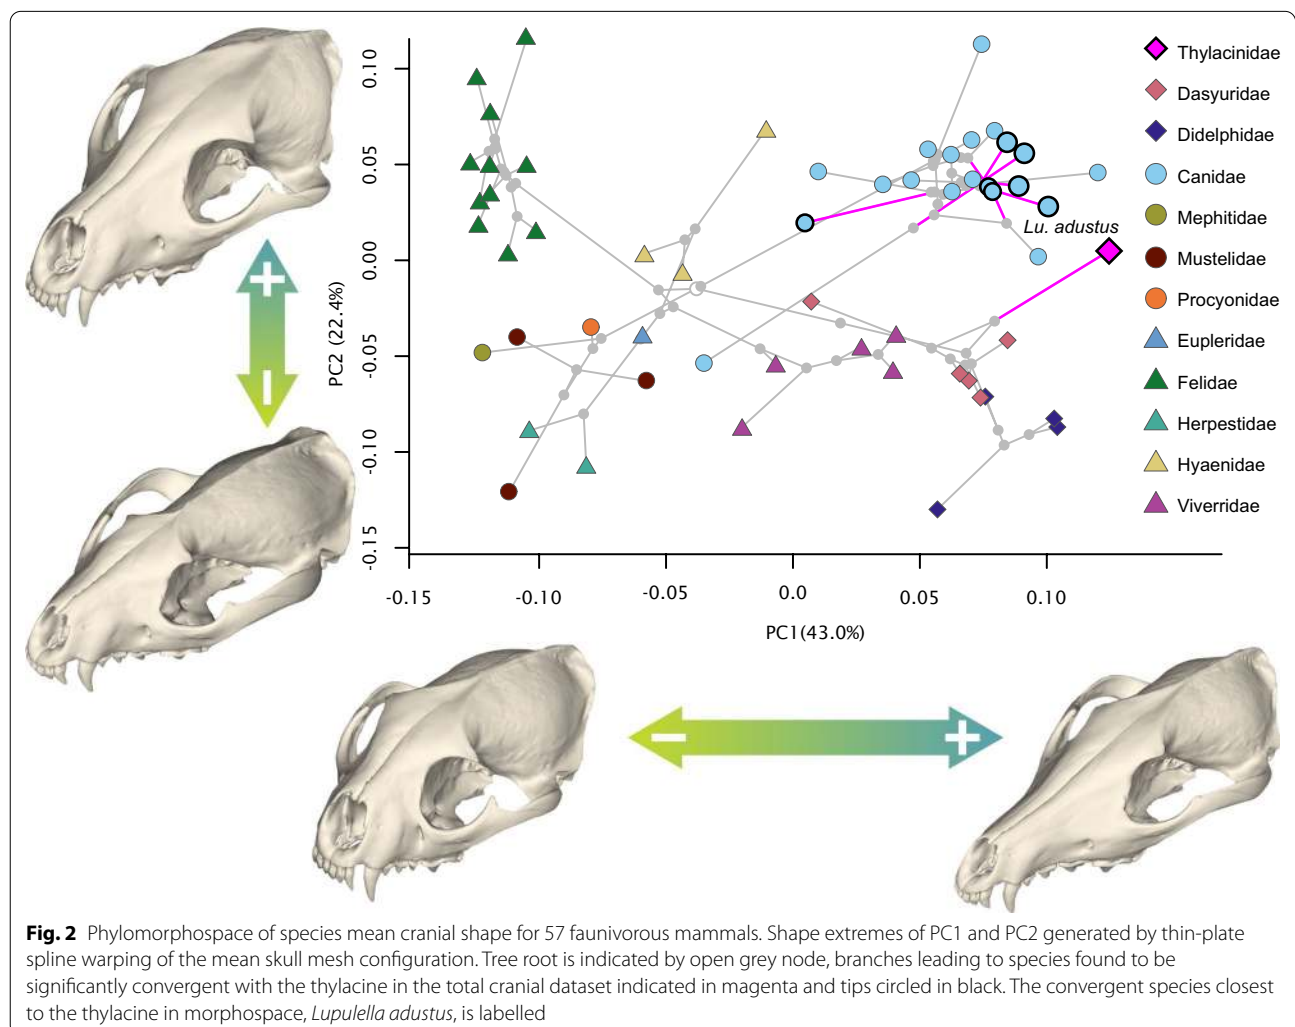 0.10
0.05
0.00
-0.05
-0.10
-0.15
PC2 (22.4%)
-0.15
-0.10
-0.05
0.0
0.05
0.10
PC1(43.0%)
Lu. adustus
Thylacinidae
Dasyuridae
Didelphidae
Canidae
Mephitidae
Mustelidae
Procyonidae
Eupleridae
Felidae
Herpestidae
Hyaenidae
Viverridae
+
−
−
+
Fig. 2 Phylomorphospace of species mean cranial shape for 57 faunivorous mammals. Shape extremes of PC1 and PC2 generated by thin-plate
spline warping of the mean skull mesh configuration. Tree root is indicated by open grey node, branches leading to species found to be
significantly convergent with the thylacine in the total cranial dataset indicated in magenta and tips circled in black. The convergent species closest
to the thylacine in morphospace, Lupulella adustus, is labelled